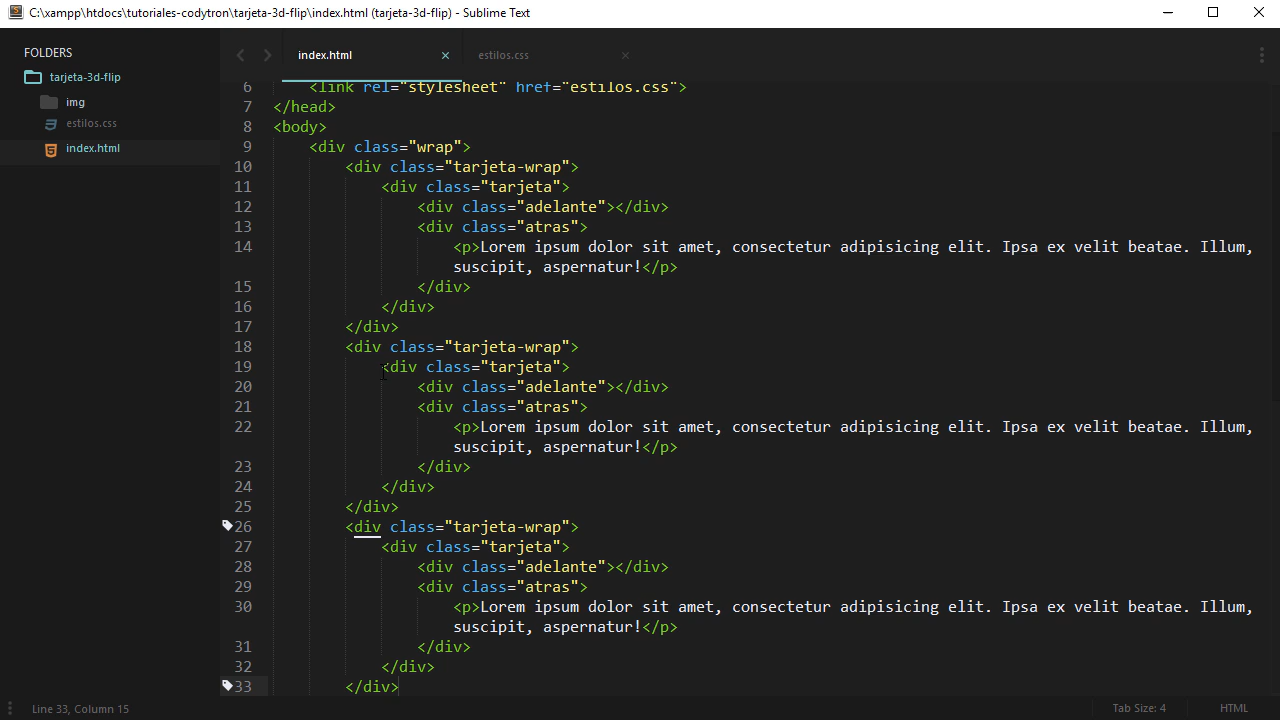 C:\xampp\htdocs\tutoriales-codytron\tarjeta-3d-flip\index.html (tarjeta-3d-flip) - Sublime Text
FOLDERS
tarjeta-3d-flip
img
estilos.css
index.html
index.html
estilos.css
6 <link rel="stylesheet" href="estilos.css">
7 </head>
8 <body>
9 <div class="wrap">
10 <div class="tarjeta-wrap">
11 <div class="tarjeta">
12 <div class="adelante"></div>
13 <div class="atras">
14 <p>Lorem ipsum dolor sit amet, consectetur adipisicing elit. Ipsa ex velit beatae. Illum,
suscipit, aspernatur!</p>
15 </div>
16 </div>
17 </div>
18 <div class="tarjeta-wrap">
19 <div class="tarjeta">
20 <div class="adelante"></div>
21 <div class="atras">
22 <p>Lorem ipsum dolor sit amet, consectetur adipisicing elit. Ipsa ex velit beatae. Illum,
suscipit, aspernatur!</p>
23 </div>
24 </div>
25 </div>
26 <div class="tarjeta-wrap">
27 <div class="tarjeta">
28 <div class="adelante"></div>
29 <div class="atras">
30 <p>Lorem ipsum dolor sit amet, consectetur adipisicing elit. Ipsa ex velit beatae. Illum,
suscipit, aspernatur!</p>
31 </div>
32 </div>
33 </div>
Line 33, Column 15
Tab Size: 4
HTML